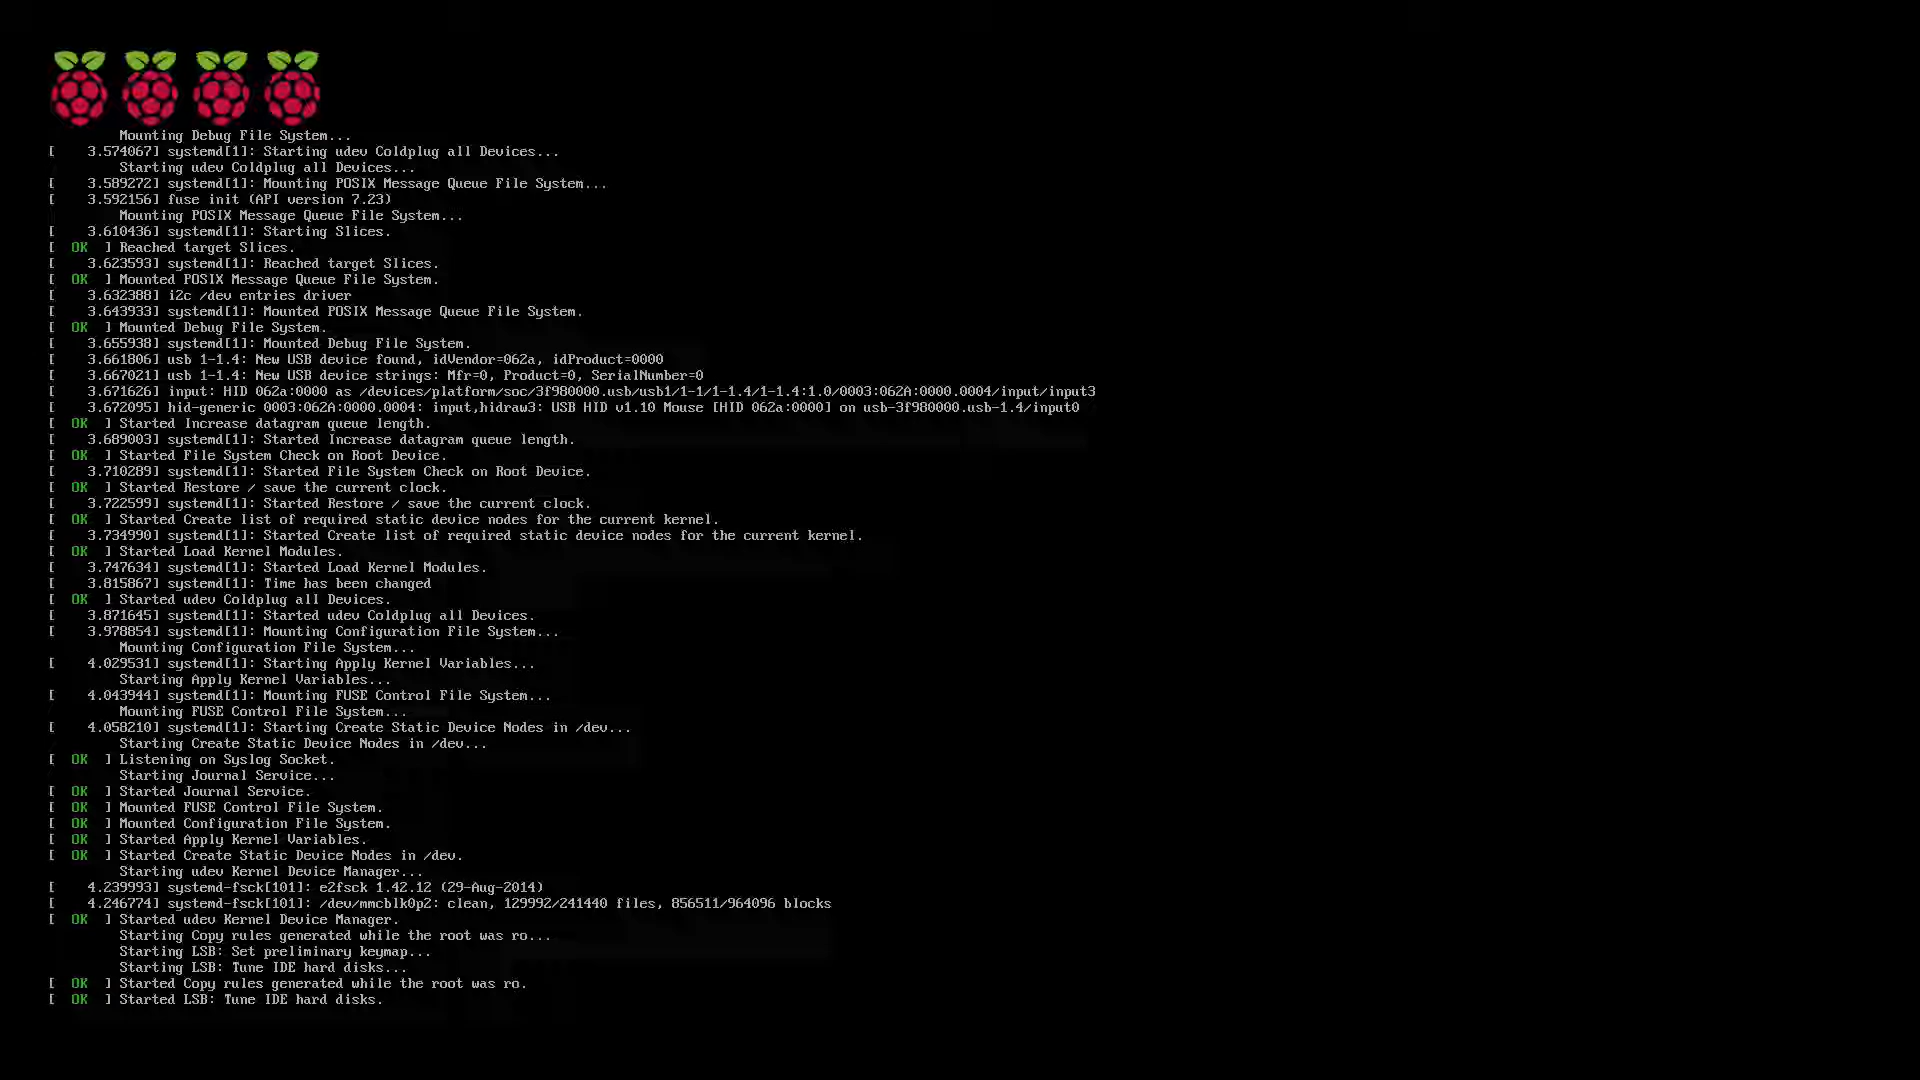 Mounting Debug File System...
[    3.574067] systemd[1]: Starting udev Coldplug all Devices...
Starting udev Coldplug all Devices...
[    3.589272] systemd[1]: Mounting POSIX Message Queue File System...
[    3.592156] fuse init (API version 7.23)
Mounting POSIX Message Queue File System...
[    3.610436] systemd[1]: Starting Slices.
[  OK  ] Reached target Slices.
[    3.623593] systemd[1]: Reached target Slices.
[  OK  ] Mounted POSIX Message Queue File System.
[    3.632388] i2c /dev entries driver
[    3.643933] systemd[1]: Mounted POSIX Message Queue File System.
[  OK  ] Mounted Debug File System.
[    3.655938] systemd[1]: Mounted Debug File System.
[    3.661806] usb 1-1.4: New USB device found, idVendor=062a, idProduct=0000
[    3.667021] usb 1-1.4: New USB device strings: Mfr=0, Product=0, SerialNumber=0
[    3.671626] input: HID 062a:0000 as /devices/platform/soc/3f980000.usb/usb1/1-1/1-1.4/1-1.4:1.0/0003:062A:0000.0004/input/input3
[    3.672095] hid-generic 0003:062A:0000.0004: input,hidraw3: USB HID v1.10 Mouse [HID 062a:0000] on usb-3f980000.usb-1.4/input0
[  OK  ] Started Increase datagram queue length.
[    3.689003] systemd[1]: Started Increase datagram queue length.
[  OK  ] Started File System Check on Root Device.
[    3.710289] systemd[1]: Started File System Check on Root Device.
[  OK  ] Started Restore / save the current clock.
[    3.722599] systemd[1]: Started Restore / save the current clock.
[  OK  ] Started Create list of required static device nodes for the current kernel.
[    3.734990] systemd[1]: Started Create list of required static device nodes for the current kernel.
[  OK  ] Started Load Kernel Modules.
[    3.747634] systemd[1]: Started Load Kernel Modules.
[    3.815867] systemd[1]: Time has been changed
[  OK  ] Started udev Coldplug all Devices.
[    3.871645] systemd[1]: Started udev Coldplug all Devices.
[    3.978854] systemd[1]: Mounting Configuration File System...
Mounting Configuration File System...
[    4.029531] systemd[1]: Starting Apply Kernel Variables...
Starting Apply Kernel Variables...
[    4.043944] systemd[1]: Mounting FUSE Control File System...
Mounting FUSE Control File System...
[    4.058210] systemd[1]: Starting Create Static Device Nodes in /dev...
Starting Create Static Device Nodes in /dev...
[  OK  ] Listening on Syslog Socket.
Starting Journal Service...
[  OK  ] Started Journal Service.
[  OK  ] Mounted FUSE Control File System.
[  OK  ] Mounted Configuration File System.
[  OK  ] Started Apply Kernel Variables.
[  OK  ] Started Create Static Device Nodes in /dev.
Starting udev Kernel Device Manager...
[    4.239993] systemd-fsck[101]: e2fsck 1.42.12 (29-Aug-2014)
[    4.246774] systemd-fsck[101]: /dev/mmcblk0p2: clean, 129992/241440 files, 856511/964096 blocks
[  OK  ] Started udev Kernel Device Manager.
Starting Copy rules generated while the root was ro...
Starting LSB: Set preliminary keymap...
Starting LSB: Tune IDE hard disks...
[  OK  ] Started Copy rules generated while the root was ro.
[  OK  ] Started LSB: Tune IDE hard disks.